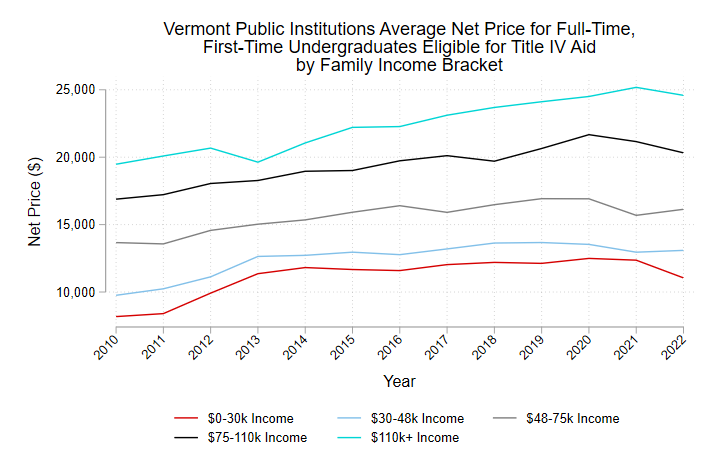 Vermont Public Institutions Average Net Price for Full-Time,
First-Time Undergraduates Eligible for Title IV Aid
by Family Income Bracket
Net Price ($)
25,000
20,000
15,000
10,000
2010
2011
2012
2013
2014
2015
2016
2017
2018
2019
2020
2021
2022
Year
$0-30k Income
$30-48k Income
$48-75k Income
$75-110k Income
$110k+ Income